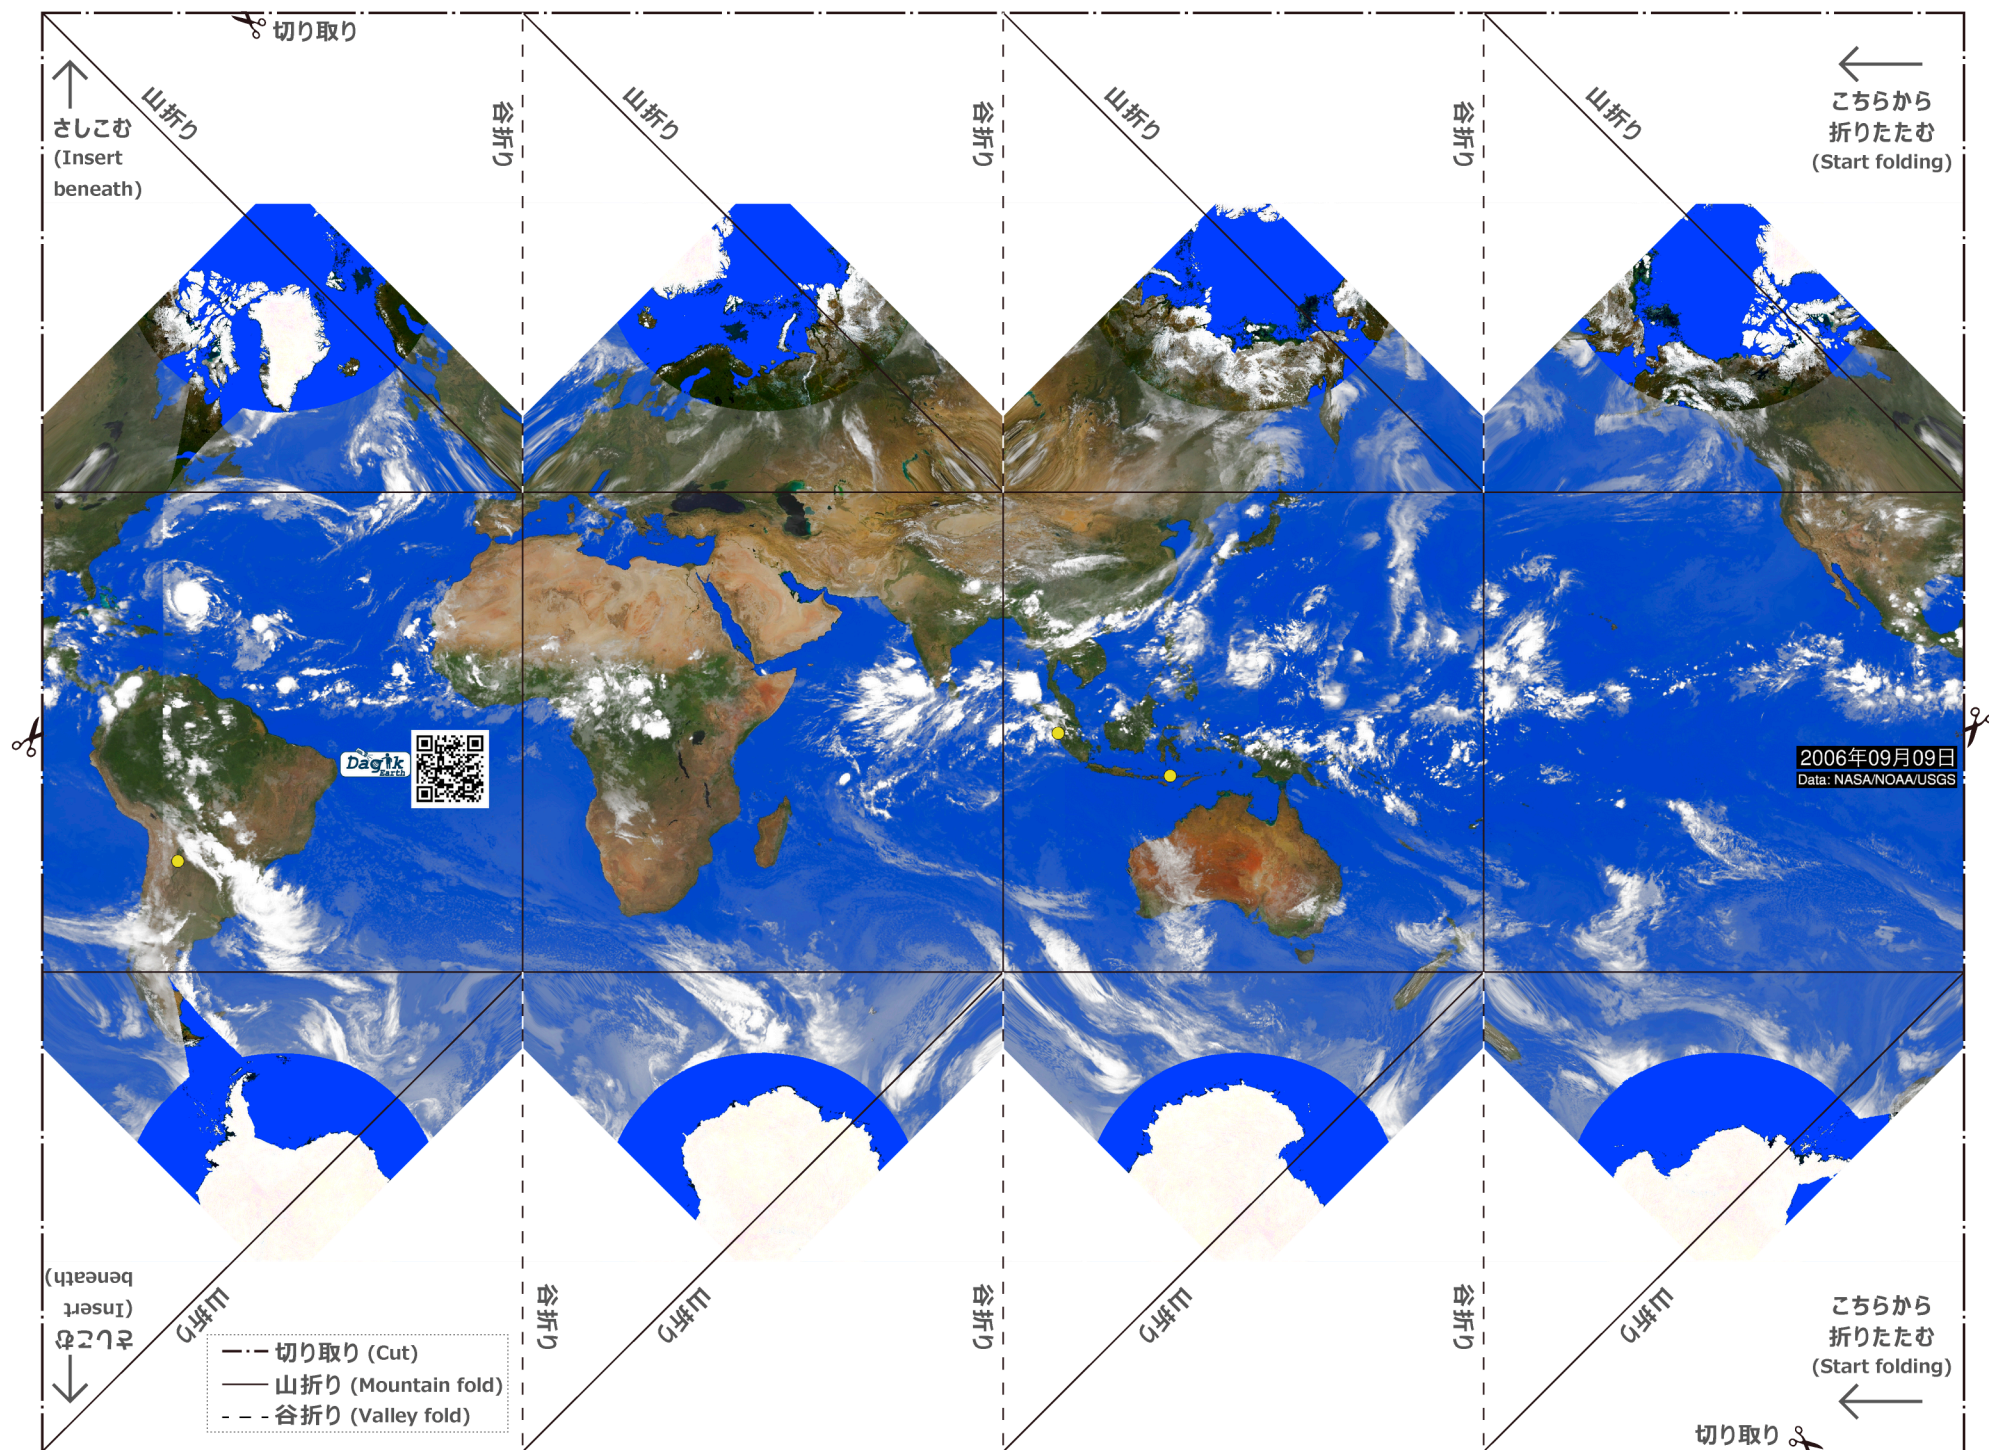 切り取り
さしこむ
(Insert
beneath)
山折り
谷折り
山折り
谷折り
山折り
谷折り
山折り
こちらから
折りたたむ
(Start folding)
Dagik
Earth
2006年09月09日
Data: NASA/NOAA/USGS
さしこむ
(Insert
beneath)
山折り
谷折り
山折り
谷折り
山折り
谷折り
山折り
こちらから
折りたたむ
(Start folding)
切り取り (Cut)
山折り (Mountain fold)
谷折り (Valley fold)
切り取り